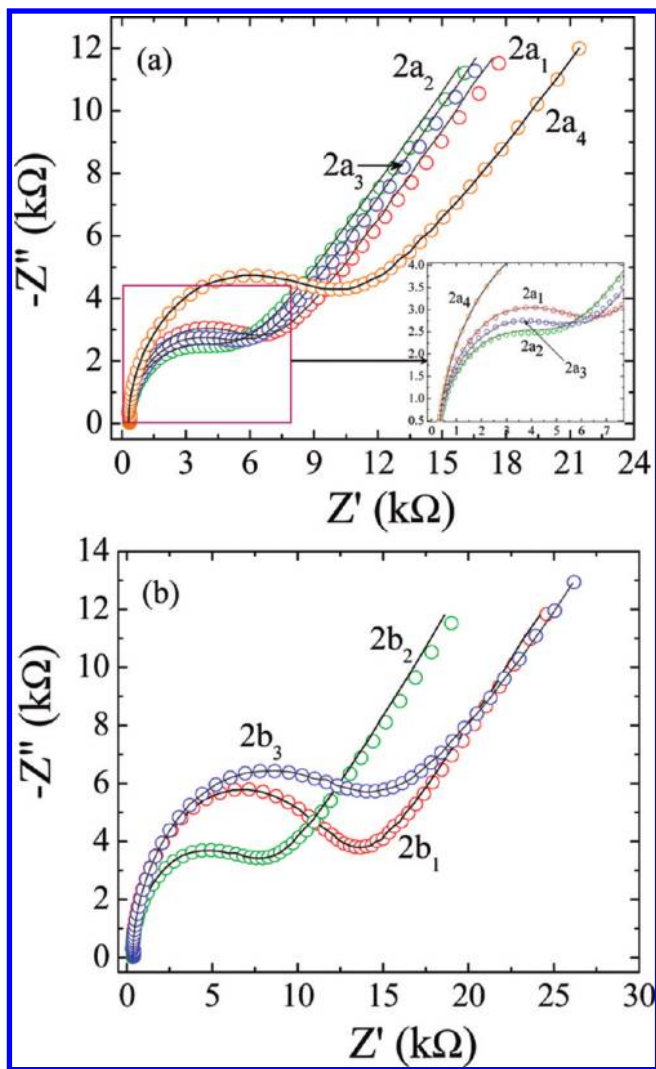 (a)
2a₂
2a₁
2a₄
2a₃
-Z'' (kΩ)
12
10
8
6
4
2
0
0 3 6 9 12 15 18 21 24
Z' (kΩ)
4.0
3.5
3.0
2.5
2.0
1.5
1.0
0.5
0 1 2 3 4 5 6 7
2a₄
2a₁
2a₂
2a₃
(b)
2b₂
2b₃
2b₁
-Z'' (kΩ)
14
12
10
8
6
4
2
0
0 5 10 15 20 25 30
Z' (kΩ)